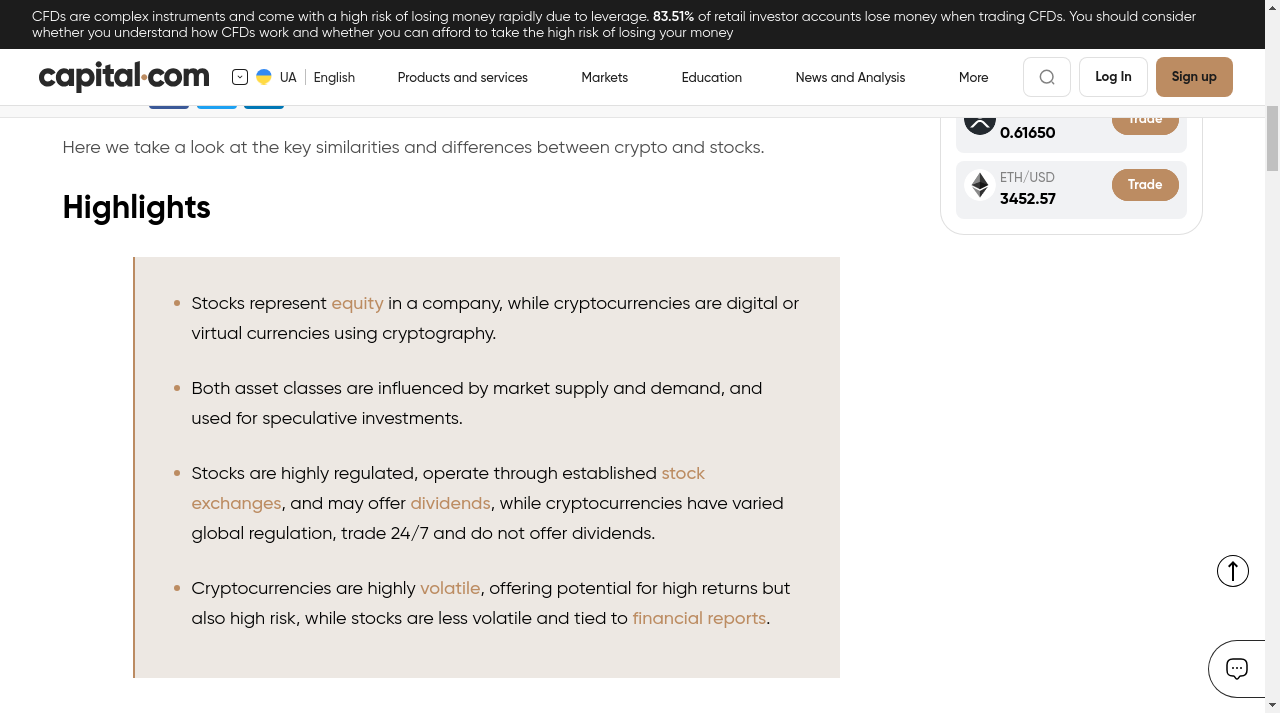 CFDs are complex instruments and come with a high risk of losing money rapidly due to leverage. 83.51% of retail investor accounts lose money when trading CFDs. You should consider
whether you understand how CFDs work and whether you can afford to take the high risk of losing your money
capital.com
UA English Products and services Markets Education News and Analysis More Log In Sign up
Trade
0.61650
Here we take a look at the key similarities and differences between crypto and stocks.
ETH/USD
Trade
3452.57
Highlights
Stocks represent equity in a company, while cryptocurrencies are digital or
virtual currencies using cryptography.
Both asset classes are influenced by market supply and demand, and
used for speculative investments.
Stocks are highly regulated, operate through established stock
exchanges, and may offer dividends, while cryptocurrencies have varied
global regulation, trade 24/7 and do not offer dividends.
Cryptocurrencies are highly volatile, offering potential for high returns but
also high risk, while stocks are less volatile and tied to financial reports.